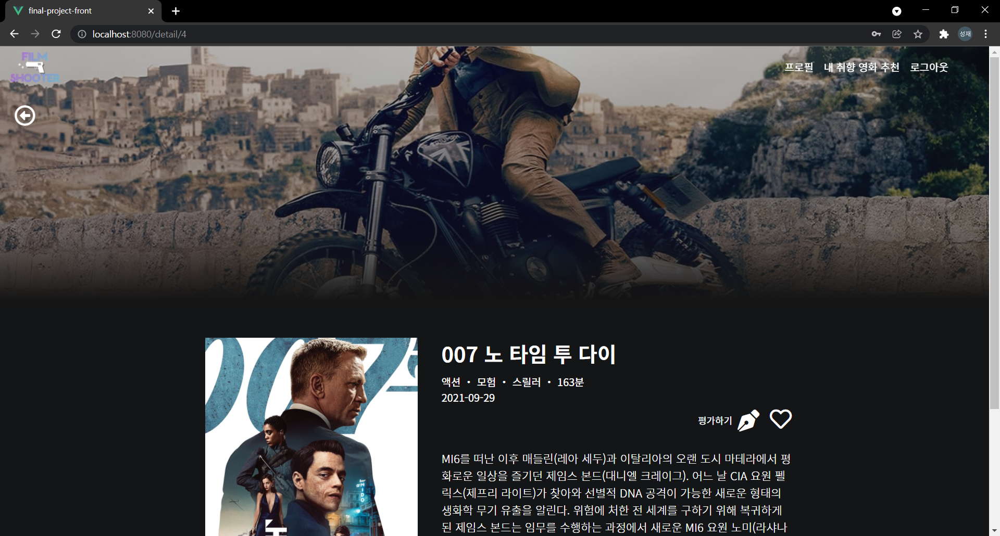 final-project-front
localhost:8080/detail/4
성재
FILM
SHOOTER
프로필 내 취향 영화 추천 로그아웃
007
007 노 타임 투 다이
액션 · 모험 · 스릴러 · 163분
2021-09-29
평가하기
MI6를 떠난 이후 매들린(레아 세두)과 이탈리아의 오랜 도시 마테라에서 평
화로운 일상을 즐기던 제임스 본드(대니엘 크레이그). 어느 날 CIA 요원 펠
릭스(제프리 라이트)가 찾아와 선별적 DNA 공격이 가능한 새로운 형태의
생화학 무기 유출을 알린다. 위험에 처한 전 세계를 구하기 위해 복귀하게
된 제임스 본드는 임무를 수행하는 과정에서 새로운 MI6 요원 노미(라샤나
노